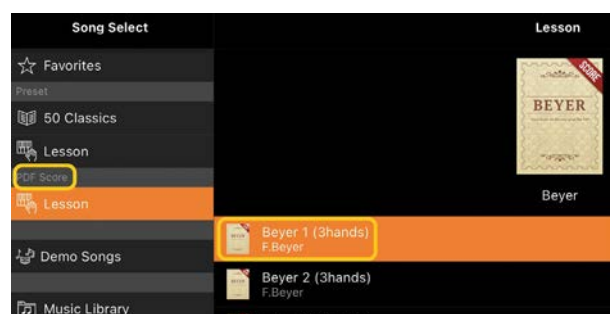 Song Select
Lesson
Favorites
Preset
50 Classics
Lesson
PDF Score
Lesson
Demo Songs
Music Library
SCORE
BEYER
Beyer
Beyer 1 (3hands)
F.Beyer
Beyer 2 (3hands)
F.Beyer